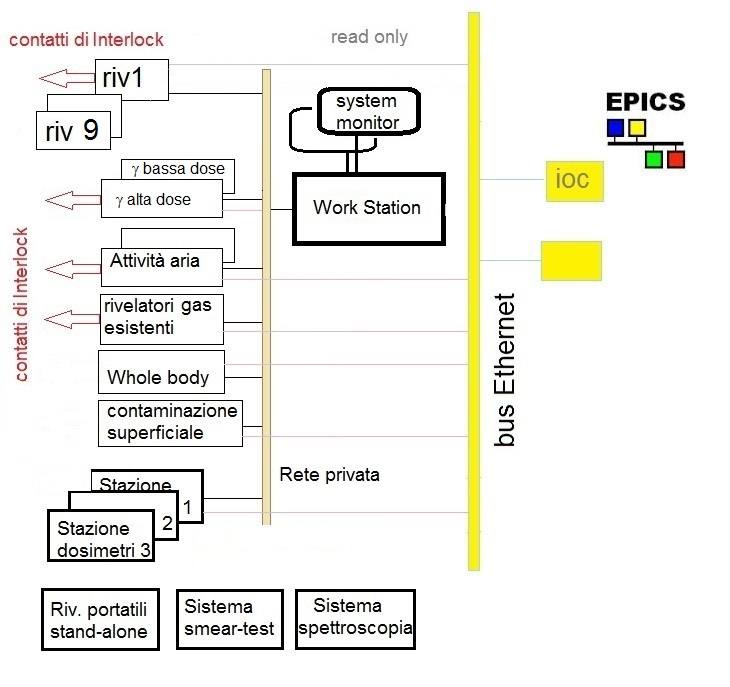 contatti di Interlock
read only
riv1
riv 9
system
monitor
EPICS
γ bassa dose
γ alta dose
Work Station
ioc
Attività aria
contatti di Interlock
rivelatori gas
esistenti
Whole body
contaminazione
superficiale
bus Ethernet
Rete privata
Stazione
1
2
Stazione
dosimetri 3
Riv. portatili
stand-alone
Sistema
smear-test
Sistema
spettroscopia